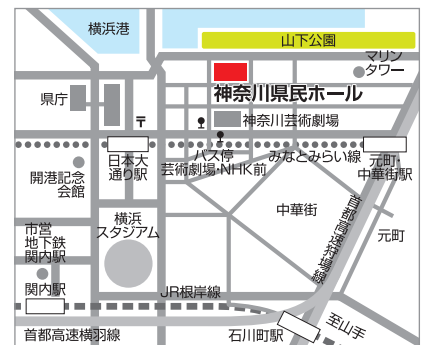 横浜港
山下公園
マリン
タワー
神奈川県民ホール
県庁
〒
神奈川芸術劇場
日本大
通り駅
バス停
芸術劇場・NHK前
みなとみらい線
元町・
中華街駅
開港記念
会館
横浜
スタジアム
中華街
首都高速狩場線
元町
市営
地下鉄
関内駅
関内駅
JR根岸線
首都高速横羽線
石川町駅
至山手